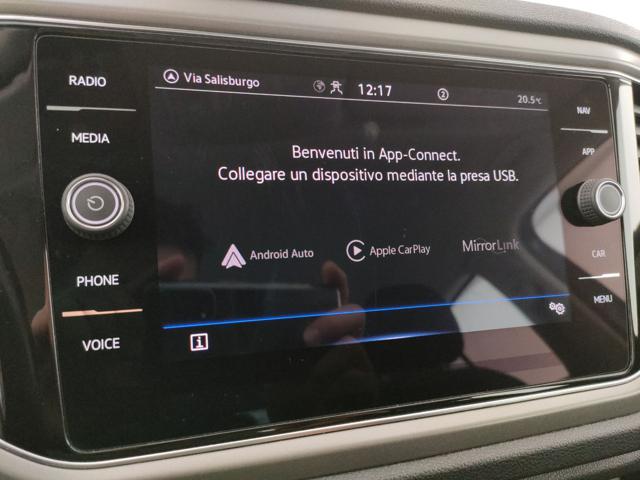 RADIO
MEDIA
PHONE
VOICE
Via Salisburgo
12:17
2
20.5°C
Benvenuti in App-Connect.
Collegare un dispositivo mediante la presa USB.
Android Auto
Apple CarPlay
MirrorLink
i
NAV
APP
CAR
MENU